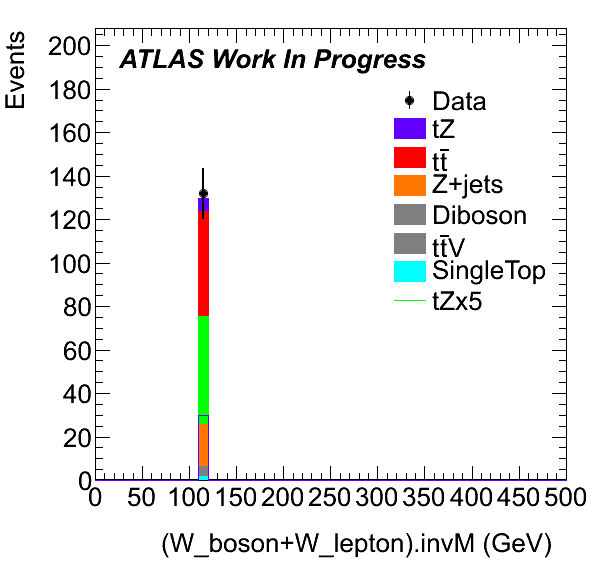 Events
ATLAS Work In Progress
Data
tZ
tt̄
Z+jets
Diboson
tt̄V
SingleTop
tZx5
200
180
160
140
120
100
80
60
40
20
0
0 50 100 150 200 250 300 350 400 450 500
(W_boson+W_lepton).invM (GeV)